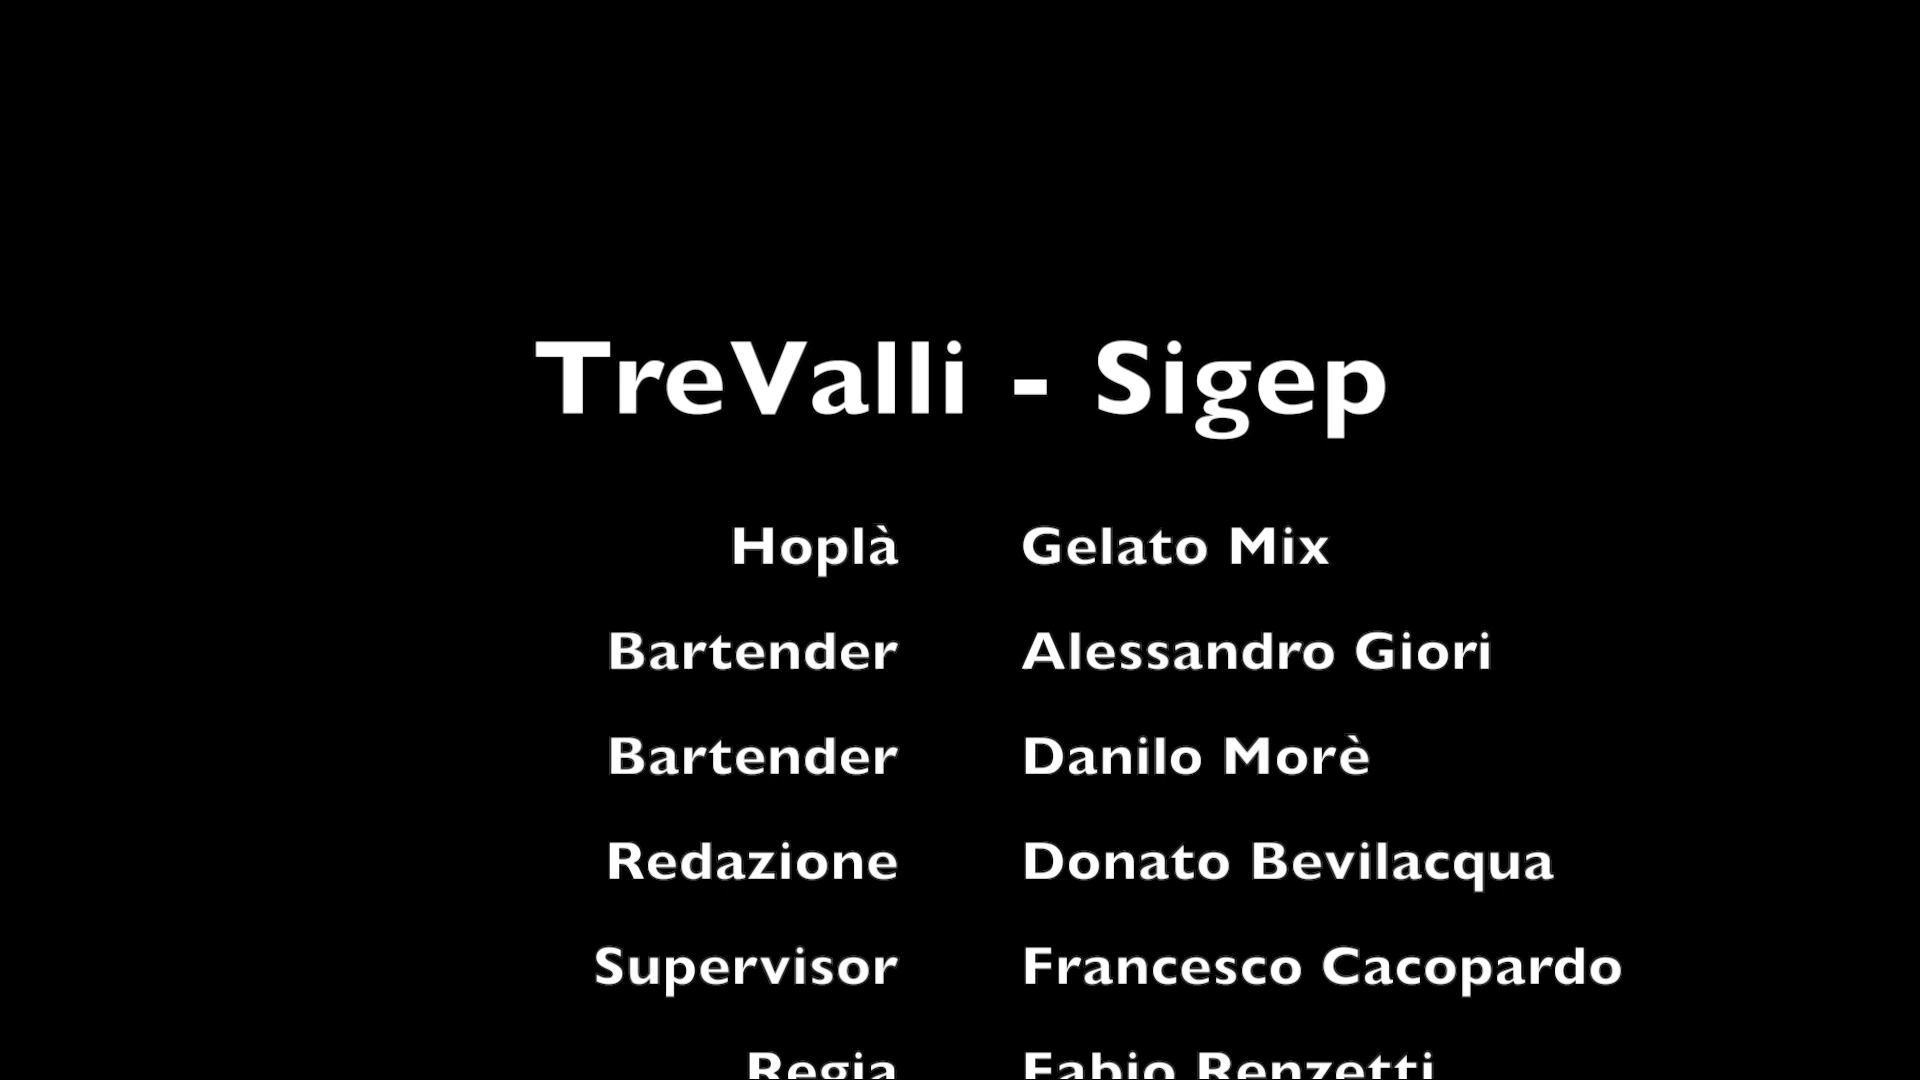 TreValli - Sigep
Hoplà Gelato Mix
Bartender Alessandro Giori
Bartender Danilo Morè
Redazione Donato Bevilacqua
Supervisor Francesco Cacopardo
Regia Fabio Renzetti